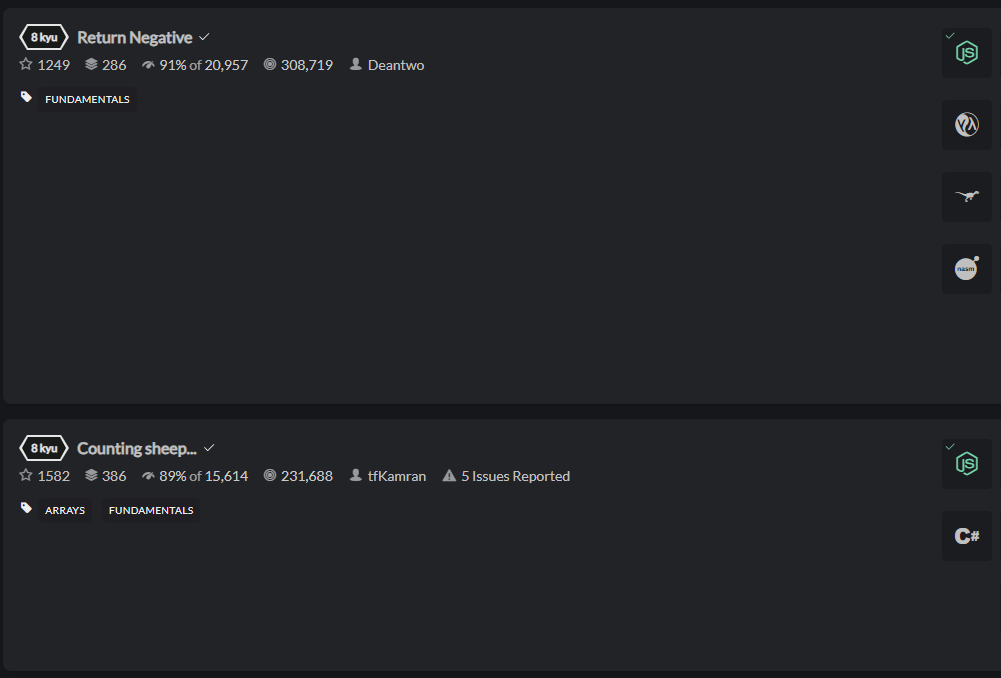 8 kyu Return Negative
1249 286 91% of 20,957 308,719 Deantwo
FUNDAMENTALS
JS
nasm
8 kyu Counting sheep...
1582 386 89% of 15,614 231,688 tfKamran 5 Issues Reported
ARRAYS FUNDAMENTALS
JS
C#